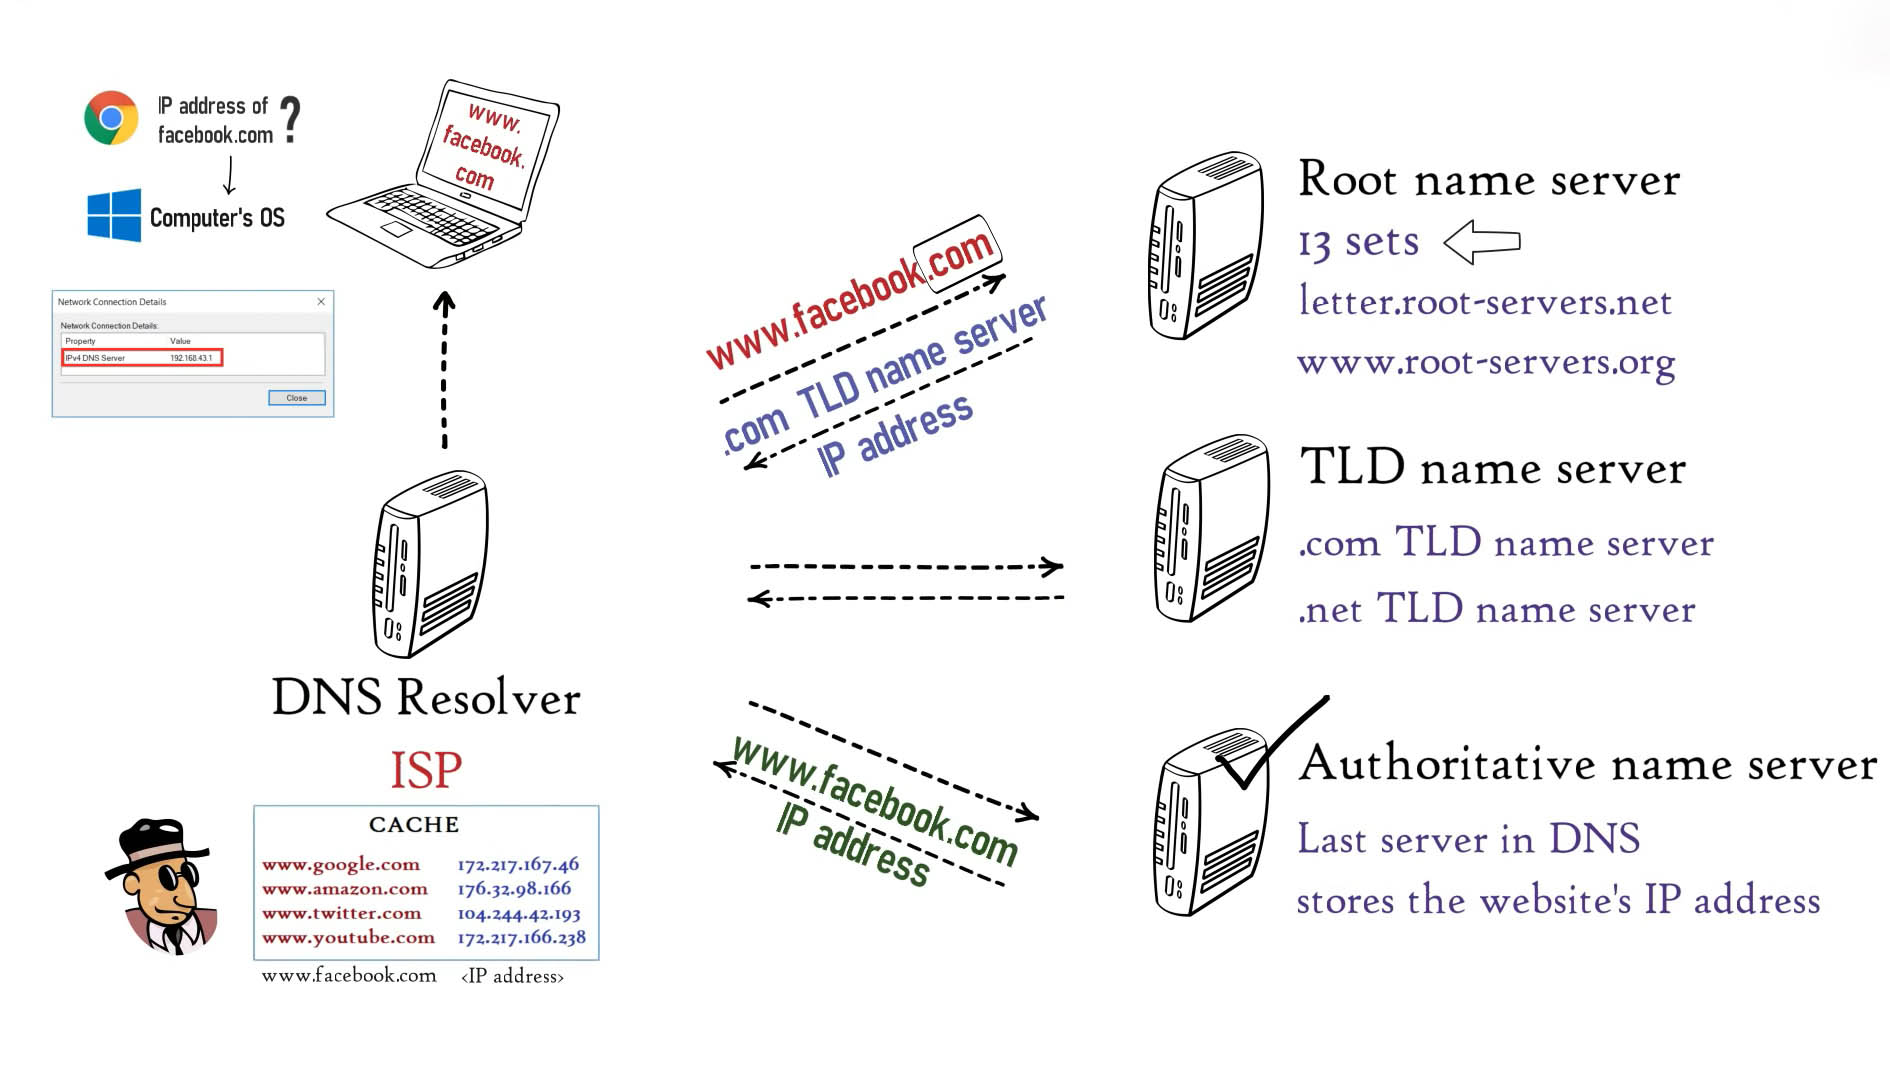 IP address of
facebook.com ?
Computer's OS
www.
facebook.
com
Network Connection Details
Network Connection Details:
Property Value
IPv4 DNS Server 192.168.43.1
Close
DNS Resolver
ISP
CACHE
www.google.com 172.217.167.46
www.amazon.com 176.32.98.166
www.twitter.com 104.244.42.193
www.youtube.com 172.217.166.238
www.facebook.com <IP address>
www.facebook.com
.com TLD name server
IP address
www.facebook.com
IP address
Root name server
13 sets
letter.root-servers.net
www.root-servers.org
TLD name server
.com TLD name server
.net TLD name server
Authoritative name server
Last server in DNS
stores the website's IP address